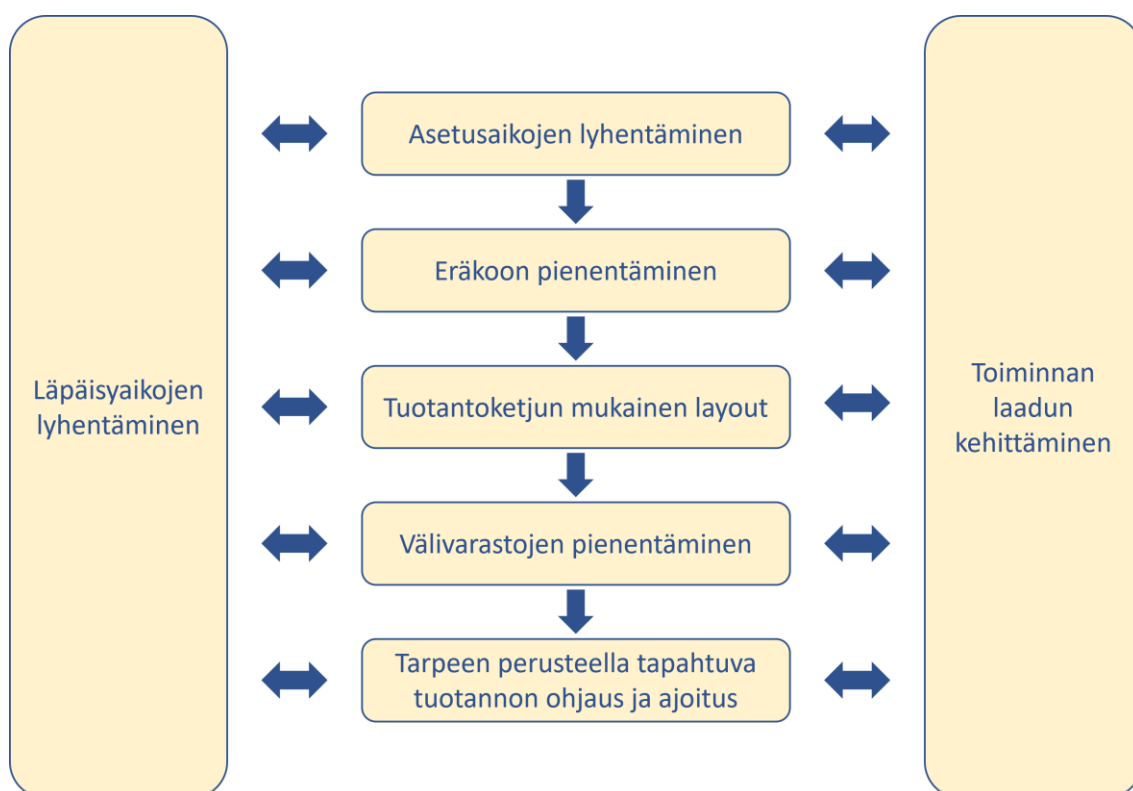 Läpäisyaikojen
lyhentäminen
Asetusaikojen lyhentäminen
Eräkoon pienentäminen
Tuotantoketjun mukainen layout
Välivarastojen pienentäminen
Tarpeen perusteella tapahtuva
tuotannon ohjaus ja ajoitus
Toiminnan
laadun
kehittäminen